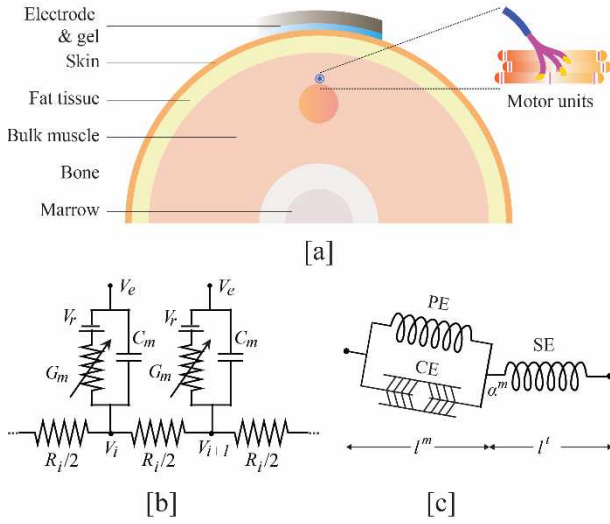 Electrode
& gel
Skin
Fat tissue
Bulk muscle
Bone
Marrow
Motor units
[a]
Ve Ve
Vr Cm Vr Cm
Gm Gm
Ri/2 Vi Ri/2 Vi+1 Ri/2
[b]
PE
CE
SE
αm
lm lt
[c]